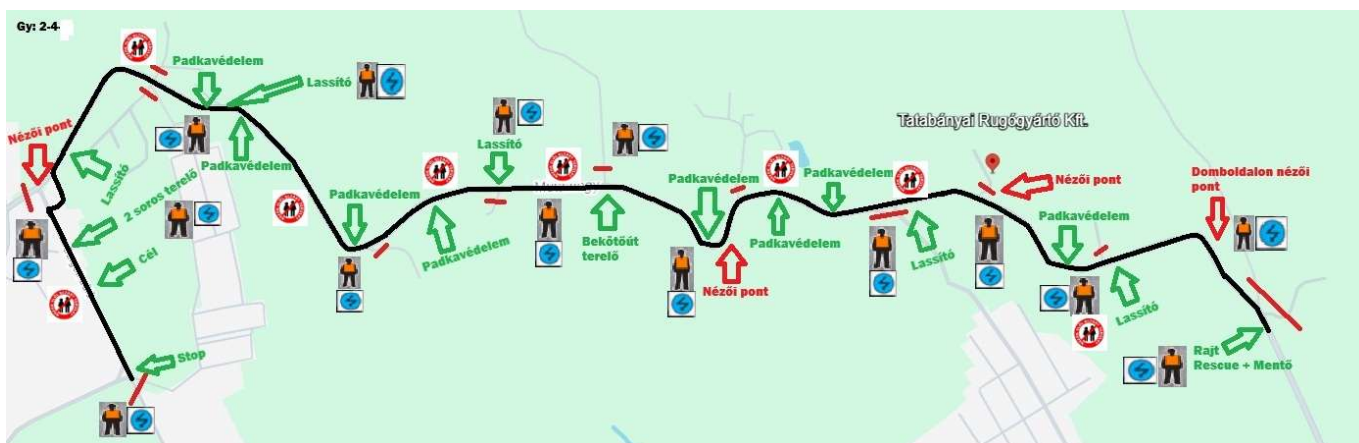 Gy: 2-4-
Padkavédelem
Lassító
Nézői pont
Lassító
Padkavédelem
2 soros terelő
Cél
Stop
Padkavédelem
Padkavédelem
Lassító
Bekötőút
terelő
Padkavédelem
Nézői pont
Padkavédelem
Padkavédelem
Tatabányai Rugógyártó Kft.
Lassító
Nézői pont
Padkavédelem
Domboldalon nézői
pont
Lassító
Rajt
Rescue + Mentő